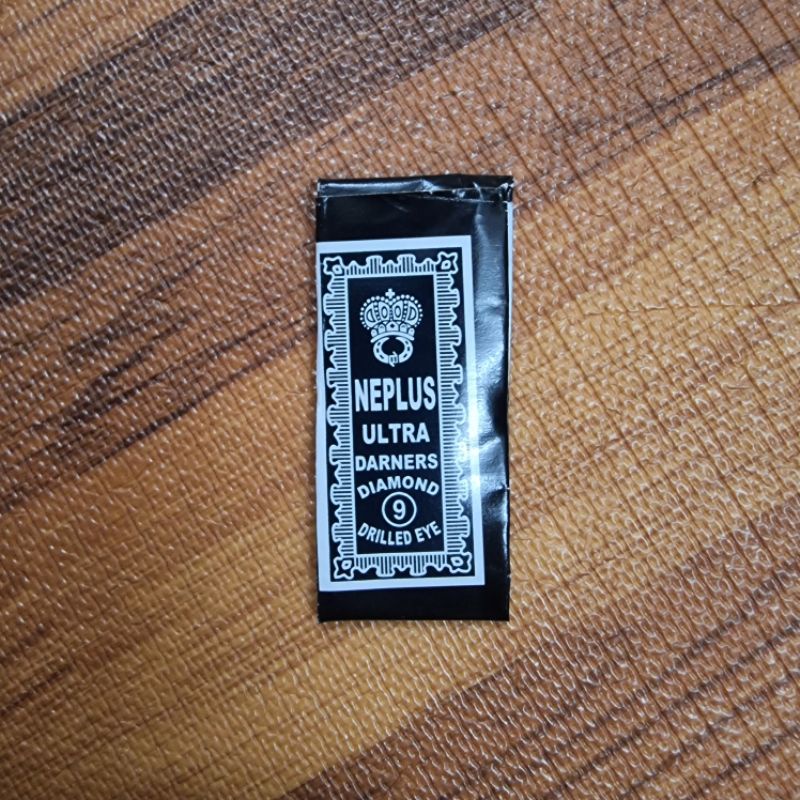 NEPLUS
ULTRA
DARNERS
DIAMOND
9
DRILLED EYE